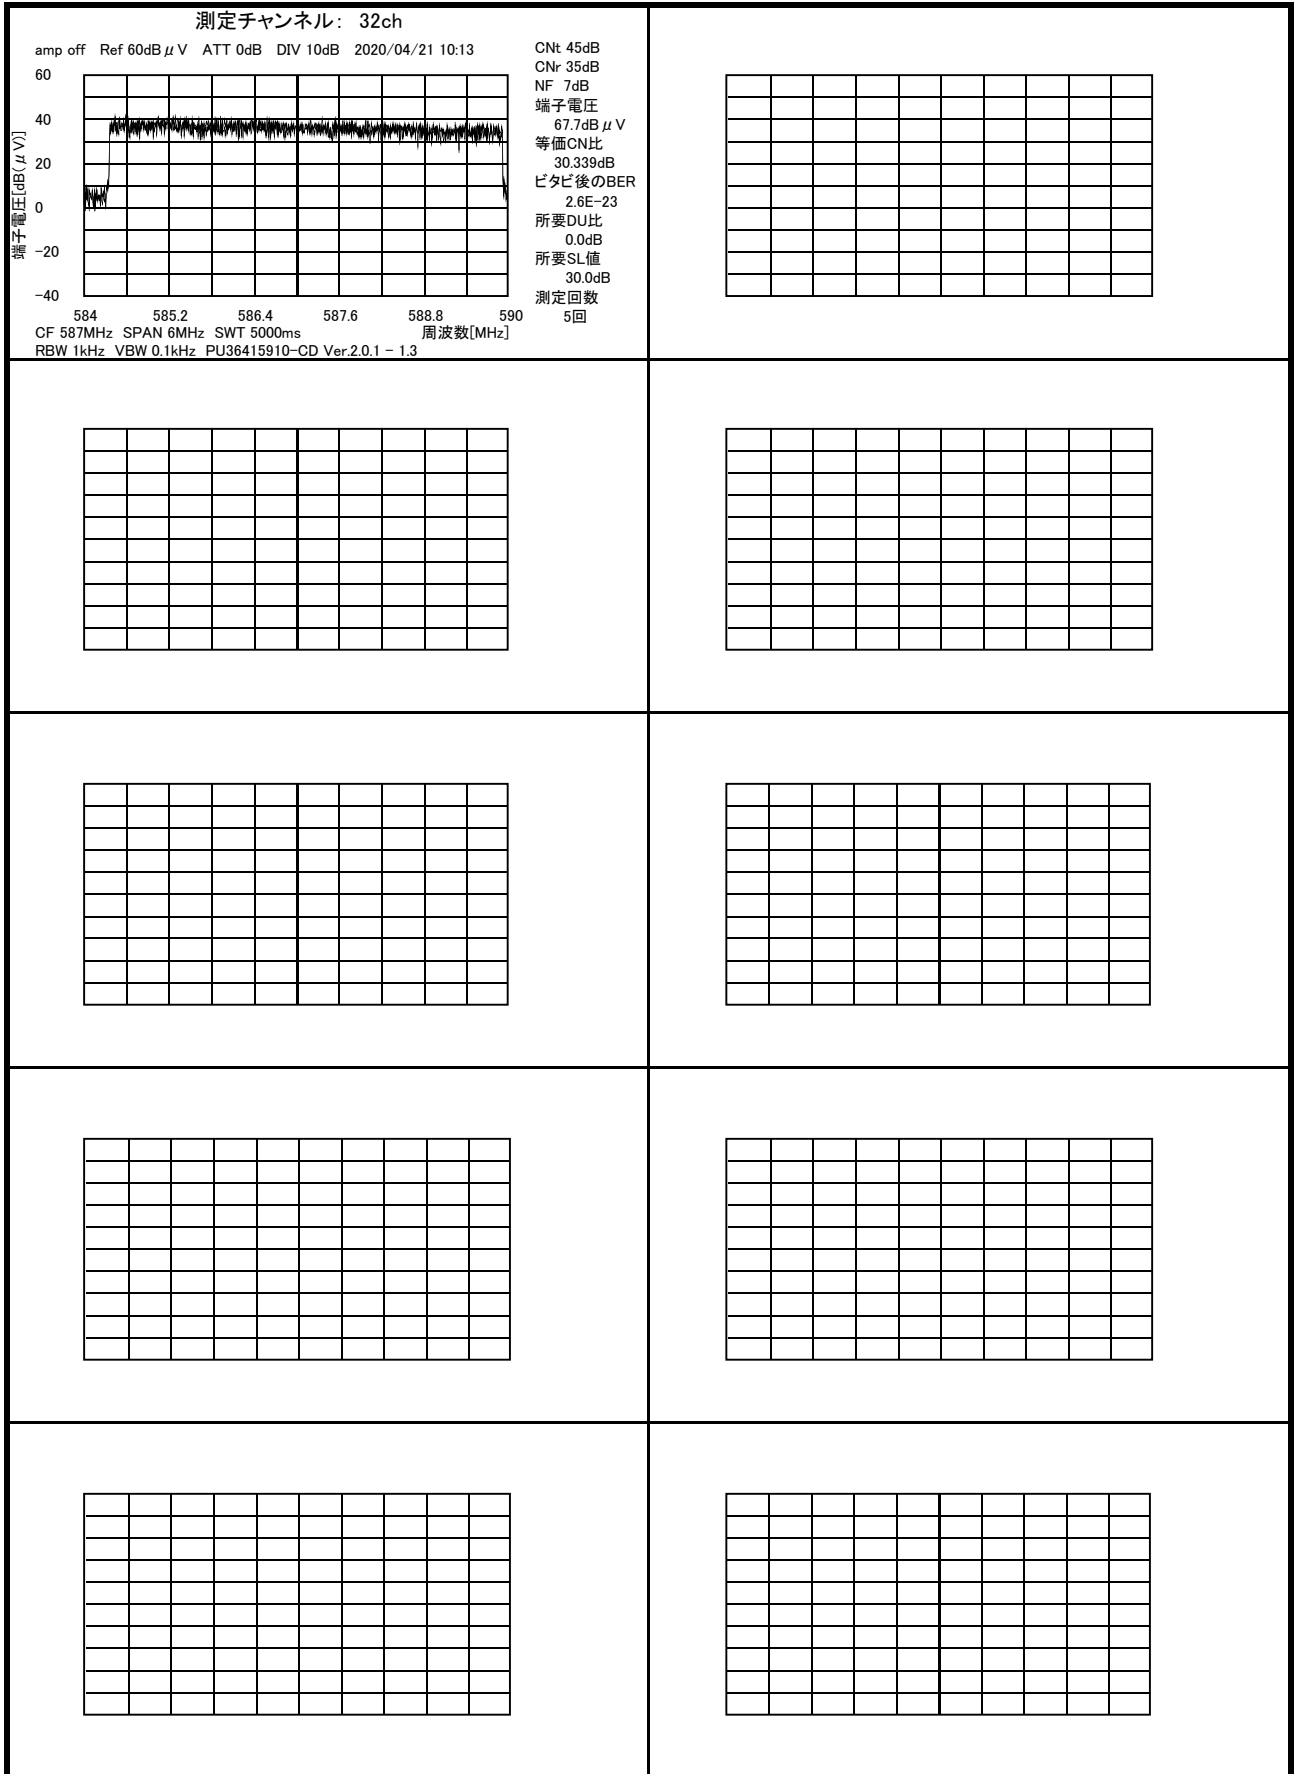 測定チャンネル： 32ch
amp off Ref 60dBμV ATT 0dB DIV 10dB 2020/04/21 10:13
端子電圧[dB(μV)]
60
40
20
0
-20
-40
584 585.2 586.4 587.6 588.8 590
CF 587MHz SPAN 6MHz SWT 5000ms 周波数[MHz]
RBW 1kHz VBW 0.1kHz PU36415910-CD Ver.2.0.1 - 1.3
CNt 45dB
CNr 35dB
NF 7dB
端子電圧
67.7dBμV
等価CN比
30.339dB
ビタビ後のBER
2.6E-23
所要DU比
0.0dB
所要SL値
30.0dB
測定回数
5回